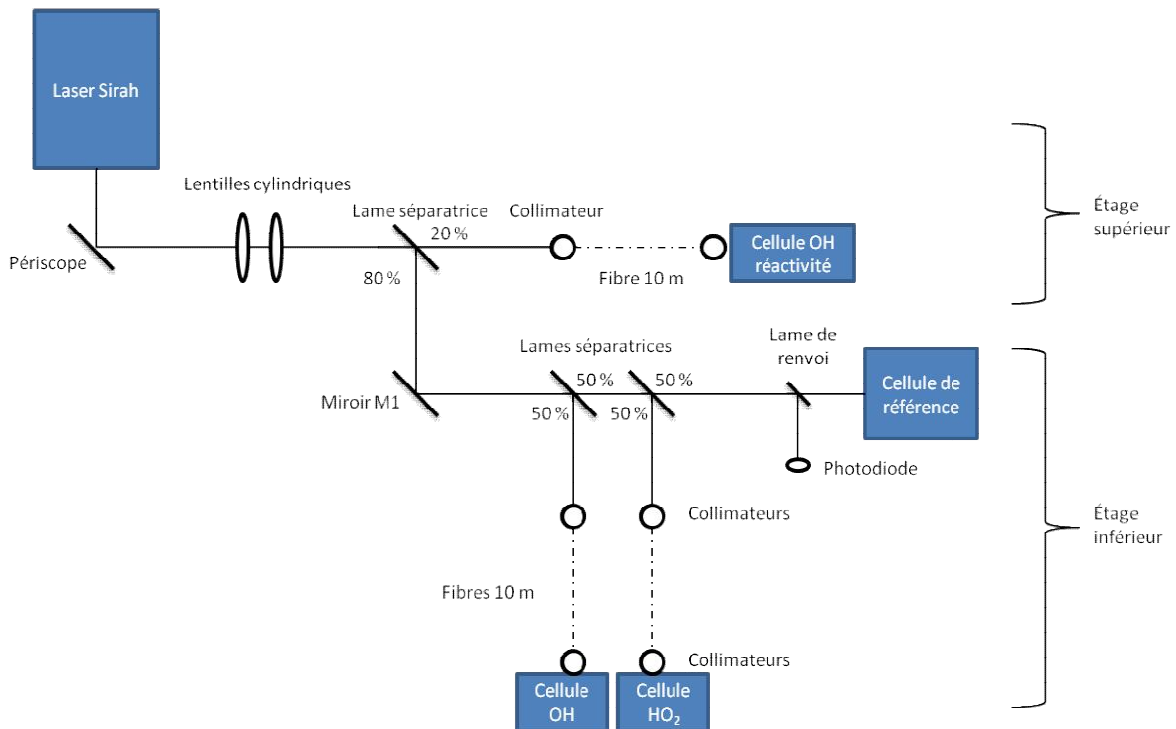 Laser Sirah
Lentilles cylindriques
Lame séparatrice
Collimateur
20 %
Périscope
80 %
Fibre 10 m
Cellule OH
réactivité
Étage
supérieur
Lames séparatrices
Lame de
renvoi
50 %
50 %
Miroir M1
50 %
50 %
Cellule de
référence
Photodiode
Collimateurs
Étage
inférieur
Fibres 10 m
Collimateurs
Cellule
OH
Cellule
HO₂